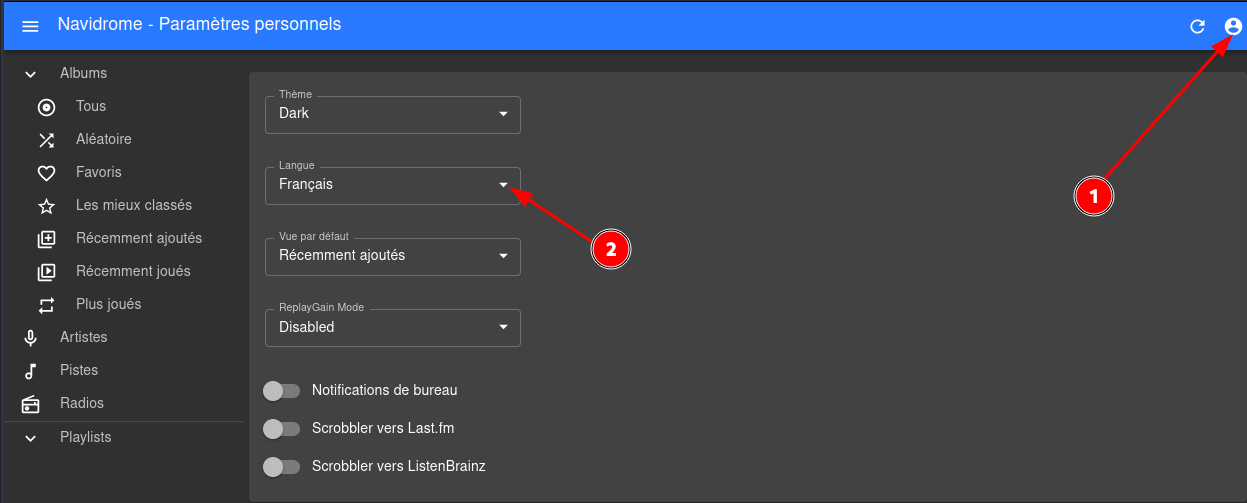 Navidrome - Paramètres personnels
Albums
Tous
Aléatoire
Favoris
Les mieux classés
Récemment ajoutés
Récemment joués
Plus joués
Artistes
Pistes
Radios
Playlists
Thème
Dark
Langue
Français
Vue par défaut
Récemment ajoutés
ReplayGain Mode
Disabled
Notifications de bureau
Scrobbler vers Last.fm
Scrobbler vers ListenBrainz
1
2